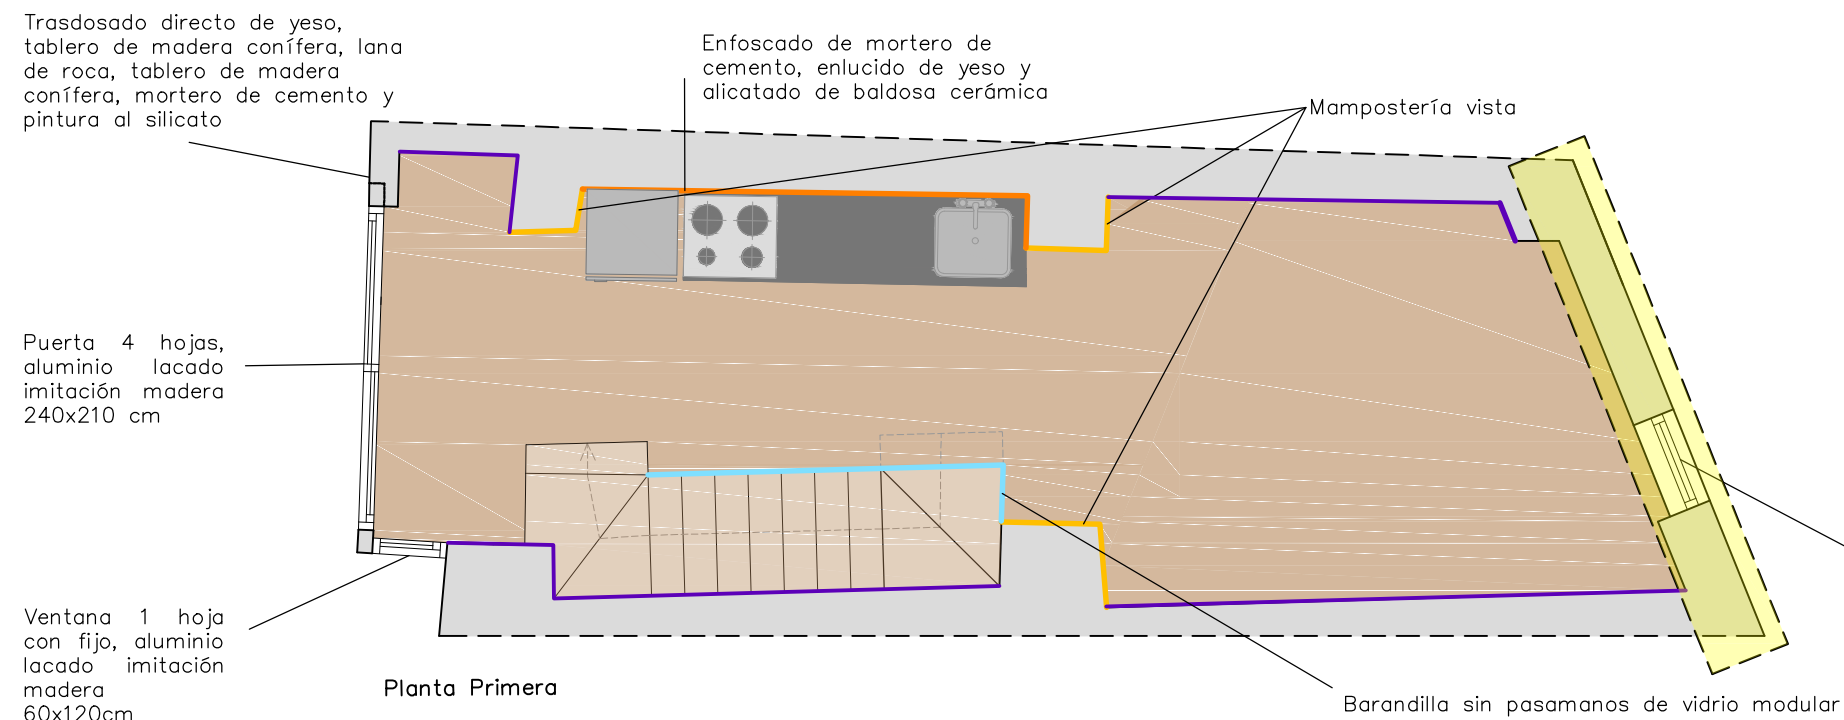 Trasdosado directo de yeso,
tablero de madera conífera, lana
de roca, tablero de madera
conífera, mortero de cemento y
pintura al silicato
Enfoscado de mortero de
cemento, enlucido de yeso y
alicatado de baldosa cerámica
Mampostería vista
Puerta 4 hojas,
aluminio lacado
imitación madera
240x210 cm
Ventana 1 hoja
con fijo, aluminio
lacado imitación
madera
60x120cm
Planta Primera
Barandilla sin pasamanos de vidrio modular